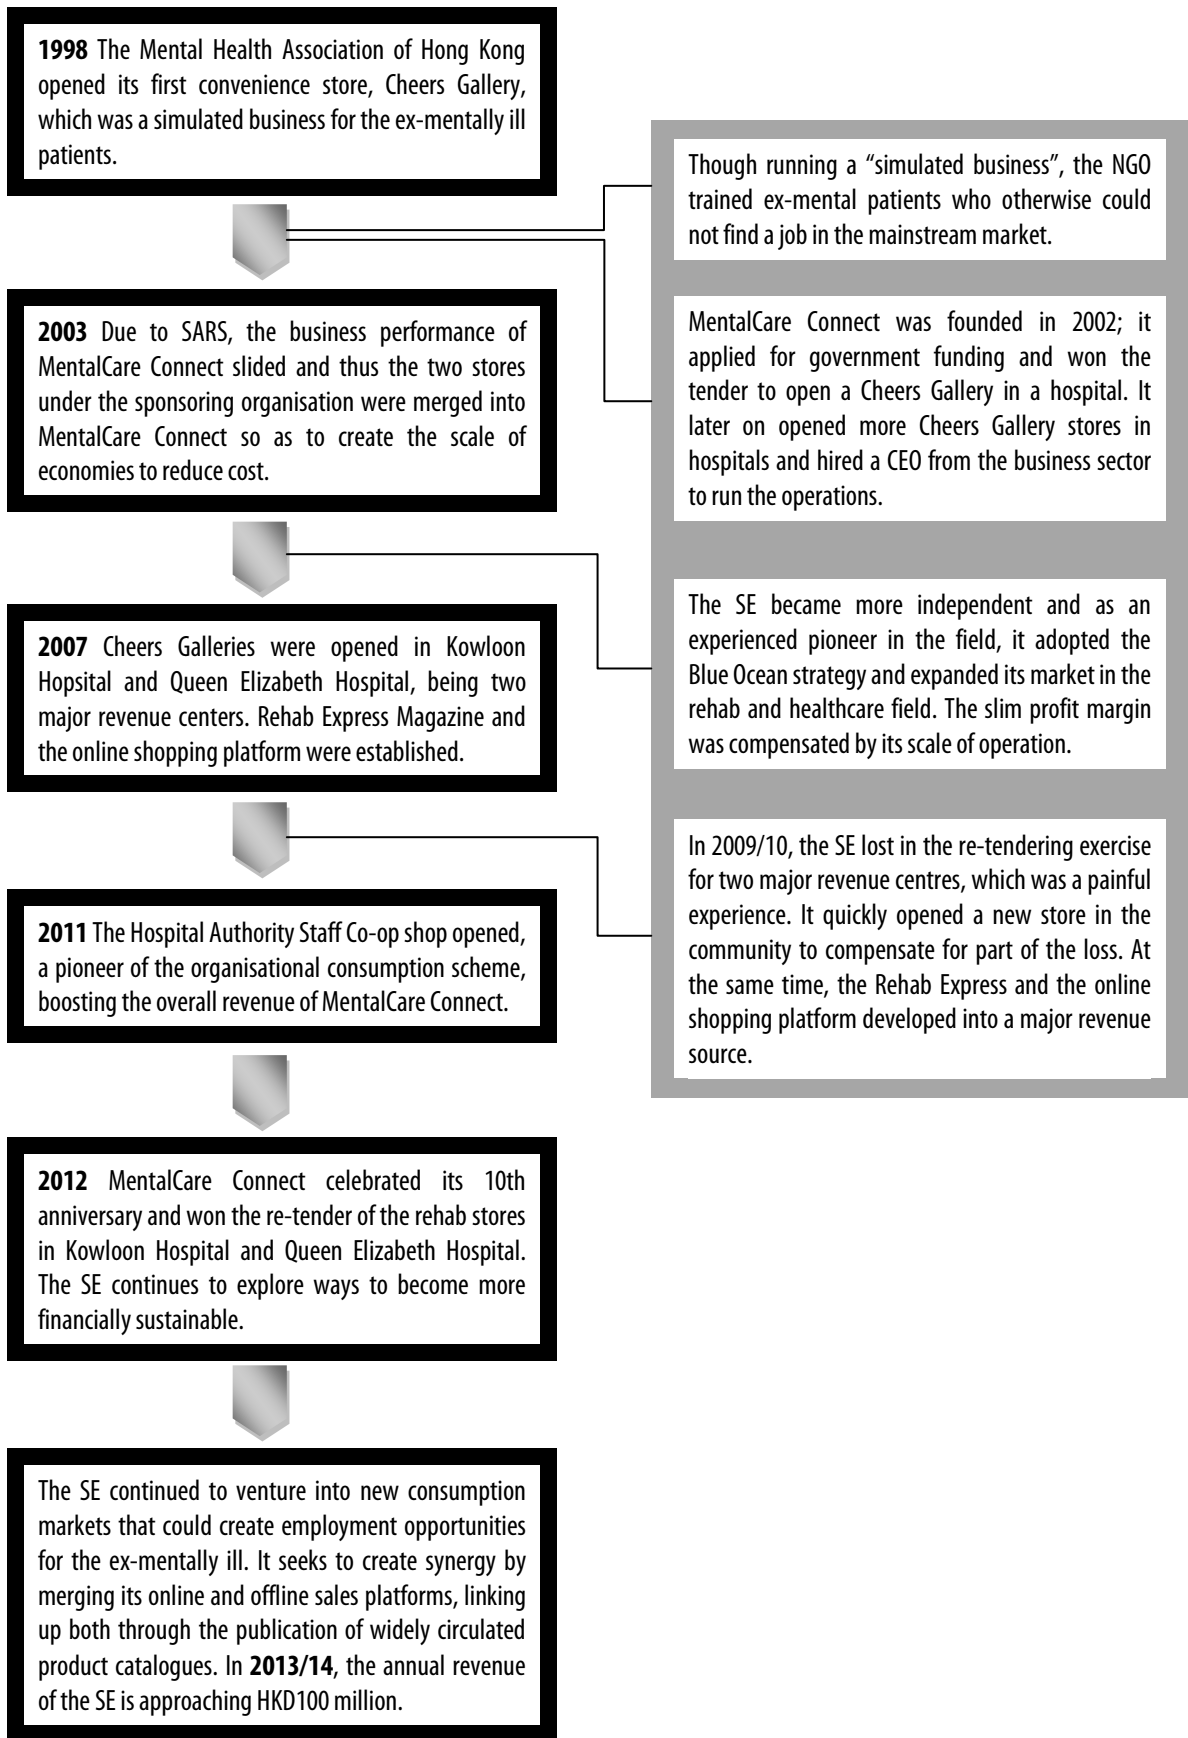 1998 The Mental Health Association of Hong Kong
opened its first convenience store, Cheers Gallery,
which was a simulated business for the ex-mentally ill
patients.
Though running a “simulated business”, the NGO
trained ex-mental patients who otherwise could
not find a job in the mainstream market.
MentalCare Connect was founded in 2002; it
applied for government funding and won the
tender to open a Cheers Gallery in a hospital. It
later on opened more Cheers Gallery stores in
hospitals and hired a CEO from the business sector
to run the operations.
2003 Due to SARS, the business performance of
MentalCare Connect slided and thus the two stores
under the sponsoring organisation were merged into
MentalCare Connect so as to create the scale of
economies to reduce cost.
The SE became more independent and as an
experienced pioneer in the field, it adopted the
Blue Ocean strategy and expanded its market in the
rehab and healthcare field. The slim profit margin
was compensated by its scale of operation.
2007 Cheers Galleries were opened in Kowloon
Hopsital and Queen Elizabeth Hospital, being two
major revenue centers. Rehab Express Magazine and
the online shopping platform were established.
In 2009/10, the SE lost in the re-tendering exercise
for two major revenue centres, which was a painful
experience. It quickly opened a new store in the
community to compensate for part of the loss. At
the same time, the Rehab Express and the online
shopping platform developed into a major revenue
source.
2011 The Hospital Authority Staff Co-op shop opened,
a pioneer of the organisational consumption scheme,
boosting the overall revenue of MentalCare Connect.
2012 MentalCare Connect celebrated its 10th
anniversary and won the re-tender of the rehab stores
in Kowloon Hospital and Queen Elizabeth Hospital.
The SE continues to explore ways to become more
financially sustainable.
The SE continued to venture into new consumption
markets that could create employment opportunities
for the ex-mentally ill. It seeks to create synergy by
merging its online and offline sales platforms, linking
up both through the publication of widely circulated
product catalogues. In 2013/14, the annual revenue
of the SE is approaching HKD100 million.